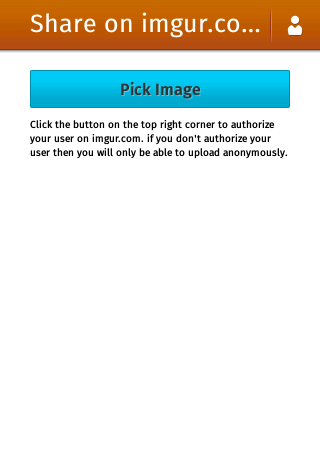 Share on imgur.co...
Pick Image
Click the button on the top right corner to authorize
your user on imgur.com. if you don't authorize your
user then you will only be able to upload anonymously.